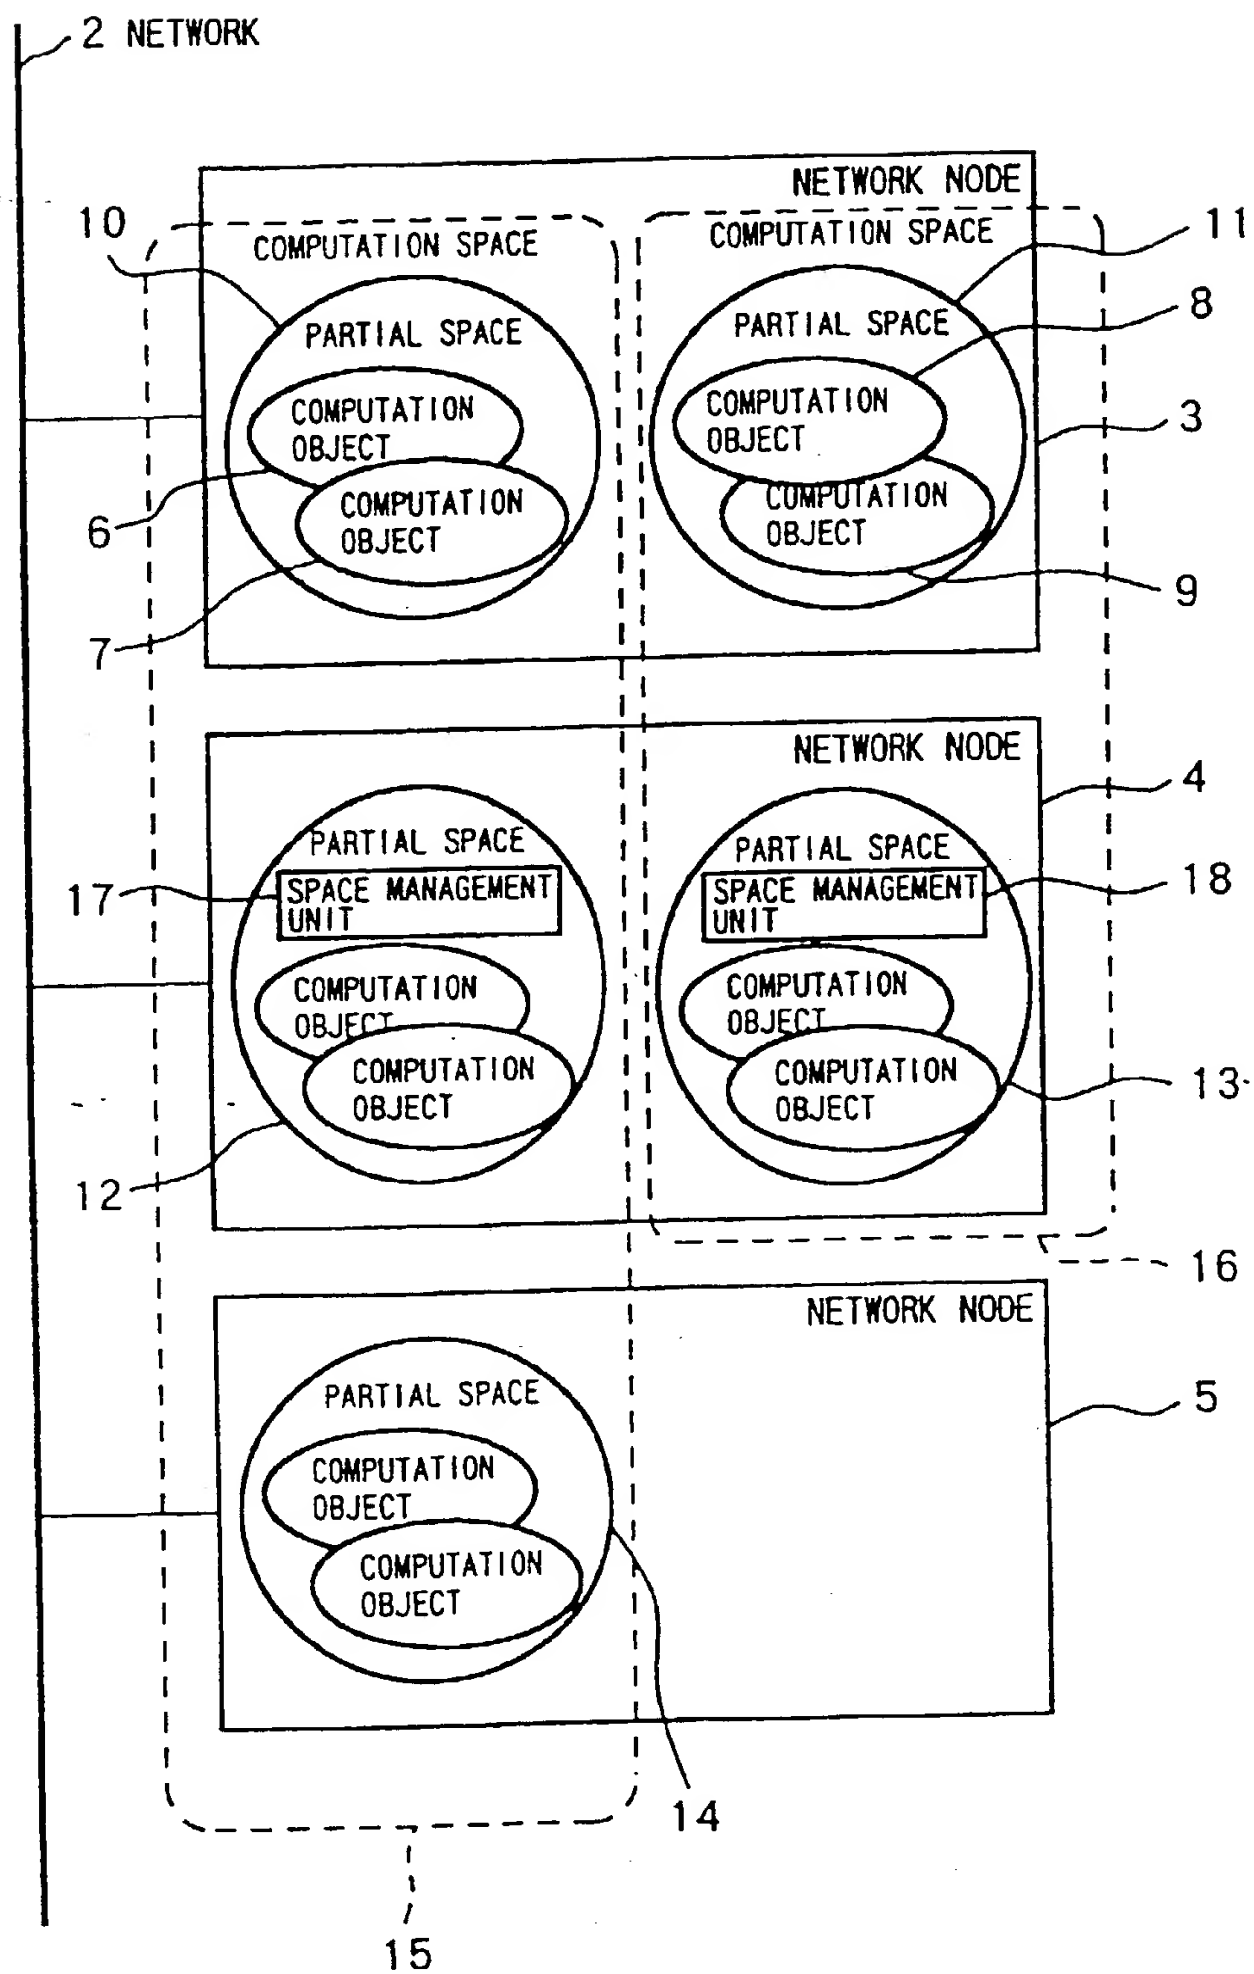 2 NETWORK
NETWORK NODE
10
COMPUTATION SPACE
COMPUTATION SPACE
11
PARTIAL SPACE
PARTIAL SPACE
8
COMPUTATION
OBJECT
COMPUTATION
OBJECT
3
COMPUTATION
OBJECT
COMPUTATION
OBJECT
6
7
9
NETWORK NODE
4
PARTIAL SPACE
PARTIAL SPACE
17
SPACE MANAGEMENT
UNIT
SPACE MANAGEMENT
UNIT
18
COMPUTATION
OBJECT
COMPUTATION
OBJECT
COMPUTATION
OBJECT
COMPUTATION
OBJECT
13
12
16
NETWORK NODE
PARTIAL SPACE
5
COMPUTATION
OBJECT
COMPUTATION
OBJECT
14
15